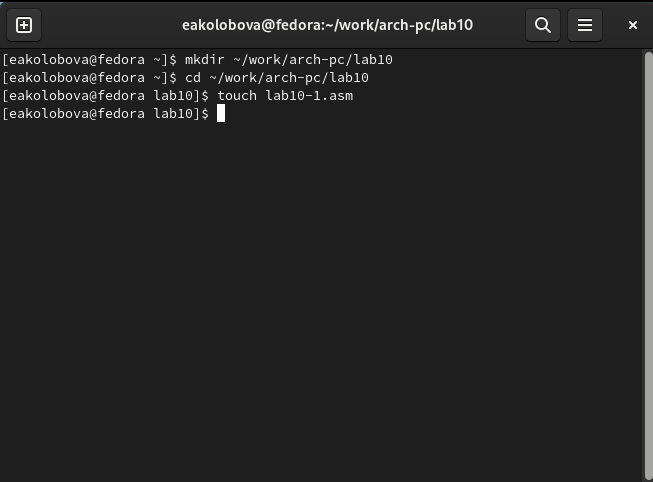 eakolobova@fedora:~/work/arch-pc/lab10
[eakolobova@fedora ~]$ mkdir ~/work/arch-pc/lab10
[eakolobova@fedora ~]$ cd ~/work/arch-pc/lab10
[eakolobova@fedora lab10]$ touch lab10-1.asm
[eakolobova@fedora lab10]$